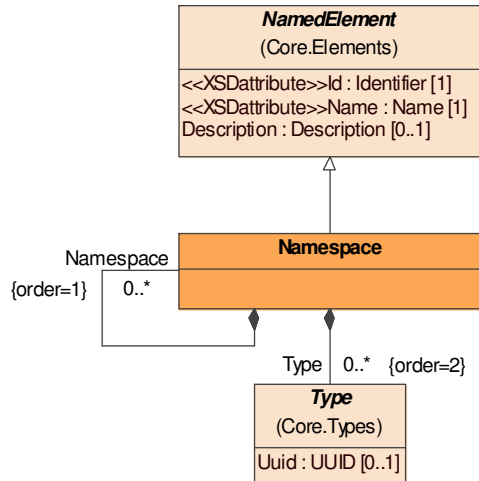 NamedElement
(Core.Elements)
<<XSDattribute>>Id : Identifier [1]
<<XSDattribute>>Name : Name [1]
Description : Description [0..1]
Namespace
Namespace
{order=1} 0..*
Type 0..* {order=2}
Type
(Core.Types)
Uuid : UUID [0..1]